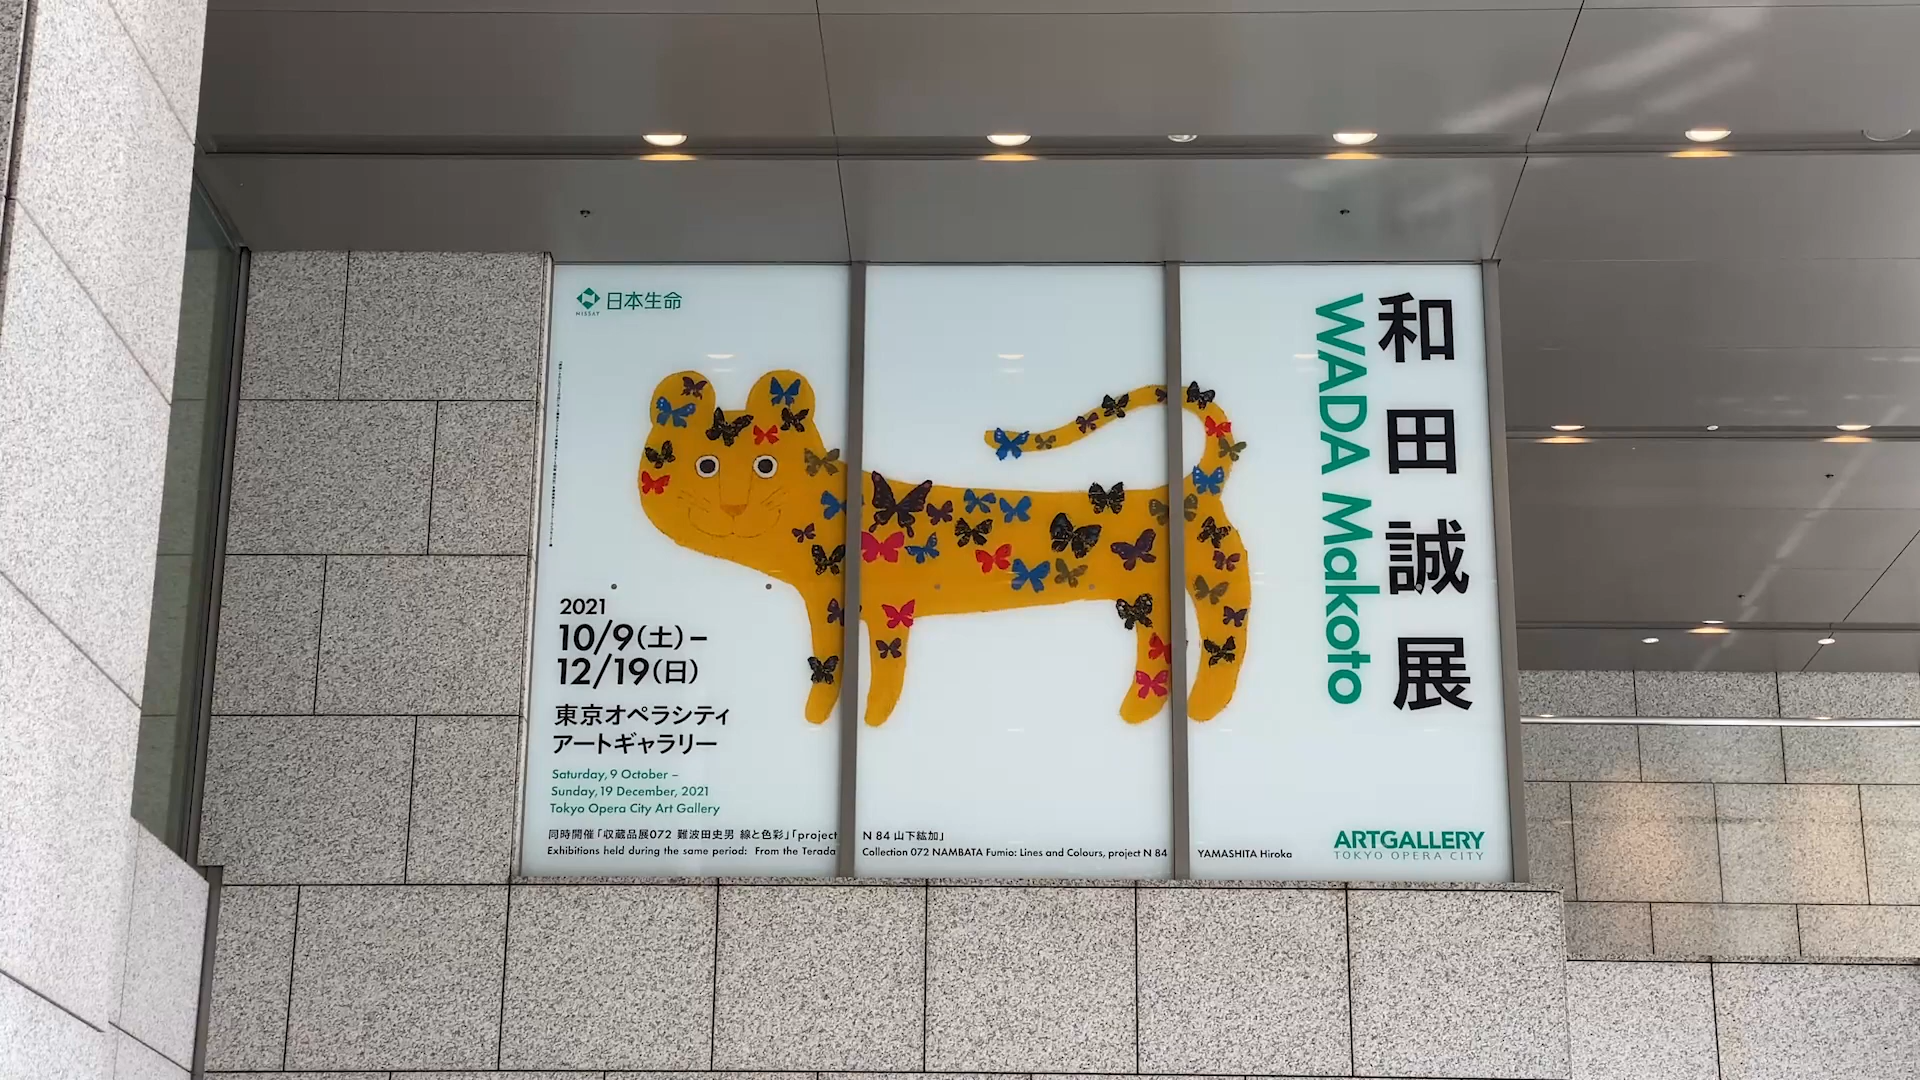 日本生命
NISSAY
和田誠展
WADA Makoto
2021
10/9(土)–
12/19(日)
東京オペラシティ
アートギャラリー
Saturday, 9 October –
Sunday, 19 December, 2021
Tokyo Opera City Art Gallery
同時開催「収蔵品展072 難波田史男 線と色彩」「project N 84 山下紘加」
Exhibitions held during the same period: From the Terada Collection 072 NAMBATA Fumio: Lines and Colours, project N 84 YAMASHITA Hiroka
ARTGALLERY
TOKYO OPERA CITY